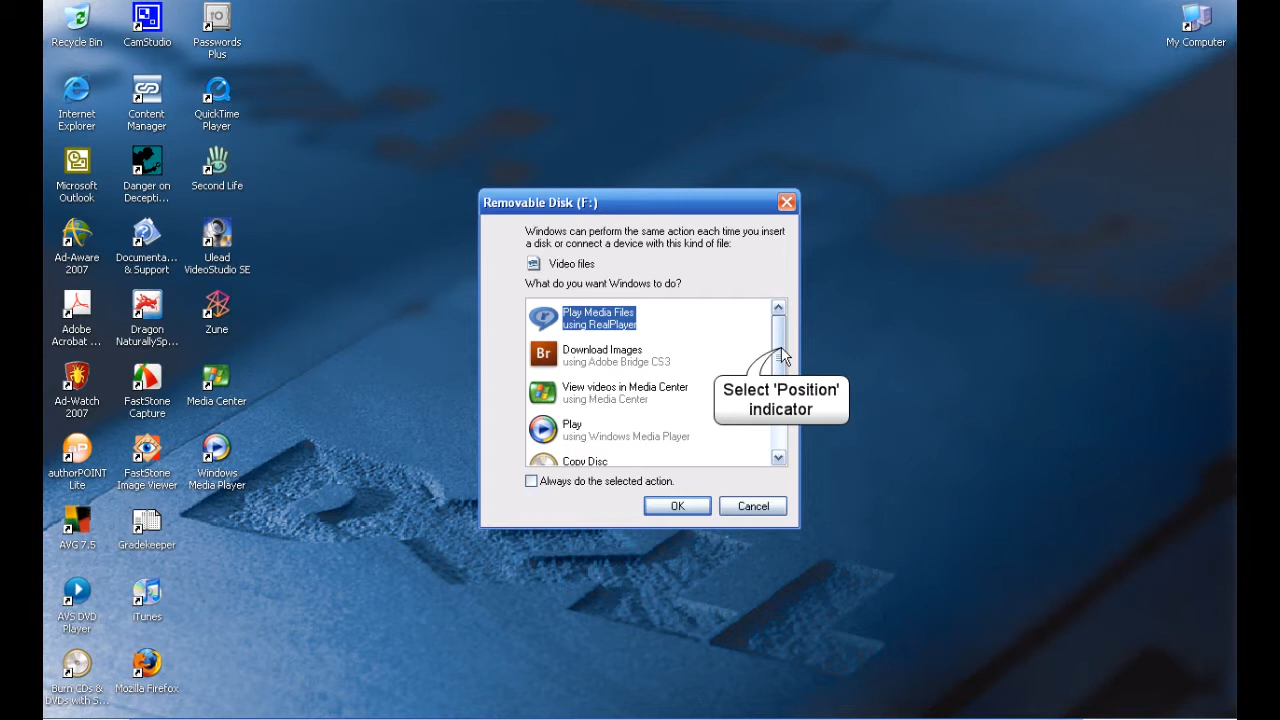 Recycle Bin
CamStudio
Passwords
Plus
My Computer
Internet
Explorer
Content
Manager
QuickTime
Player
Microsoft
Outlook
Danger on
Decepti...
Second Life
Ad-Aware
2007
Documenta...
& Support
Ulead
VideoStudio SE
Adobe
Acrobat ...
Dragon
NaturallySp...
Zune
Ad-Watch
2007
FastStone
Capture
Media Center
authorPOINT
Lite
FastStone
Image Viewer
Windows
Media Player
AVG 7.5
Gradekeeper
AVS DVD
Player
iTunes
Burn CDs &
DVDs with S...
Mozilla Firefox
Removable Disk (F:)
Windows can perform the same action each time you insert
a disk or connect a device with this kind of file:
Video files
What do you want Windows to do?
Play Media Files
using RealPlayer
Br
Download Images
using Adobe Bridge CS3
View videos in Media Center
using Media Center
Play
using Windows Media Player
Copy Disc
Select 'Position'
indicator
Always do the selected action.
OK
Cancel